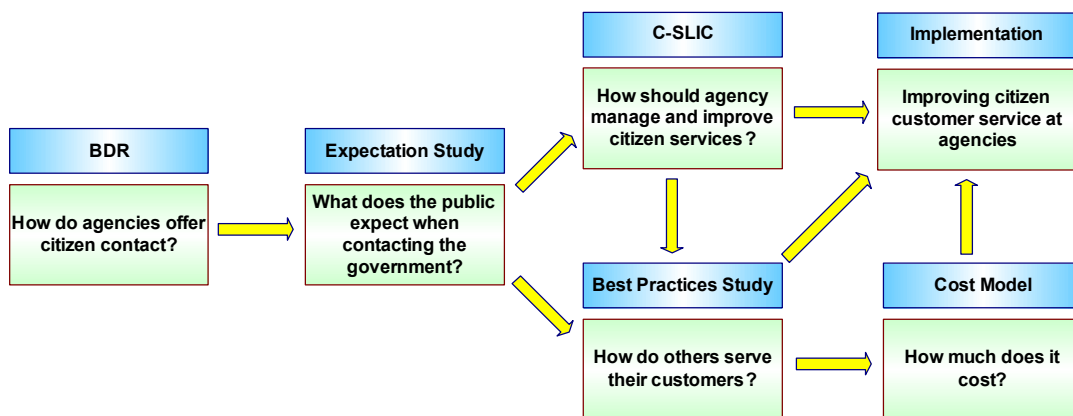 BDR
How do agencies offer
citizen contact?
Expectation Study
What does the public
expect when
contacting the
government?
C-SLIC
How should agency
manage and improve
citizen services ?
Best Practices Study
How do others serve
their customers ?
Implementation
Improving citizen
customer service at
agencies
Cost Model
How much does it
cost?